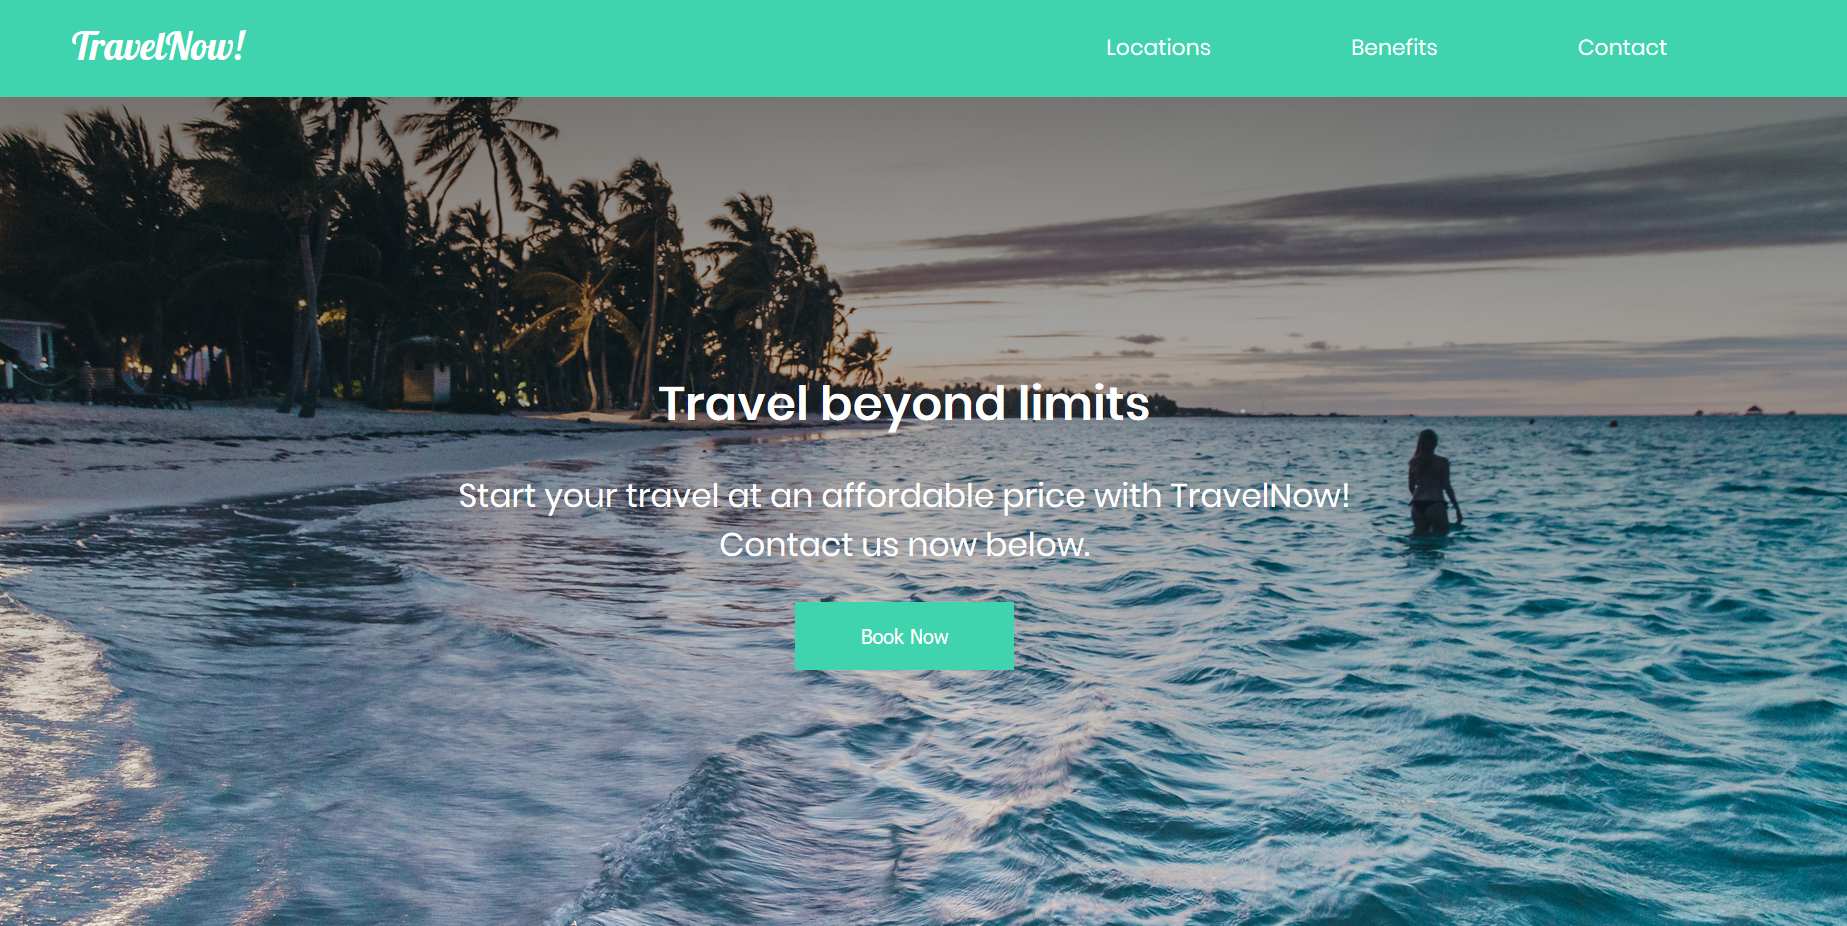 TravelNow!
Locations
Benefits
Contact
Travel beyond limits
Start your travel at an affordable price with TravelNow!
Contact us now below.
Book Now